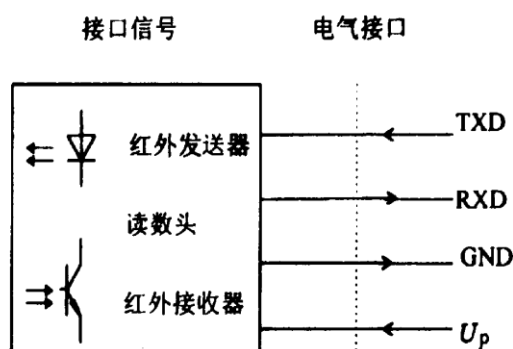 接口信号 电气接口
红外发送器
TXD
RXD
读数头
GND
红外接收器
Up